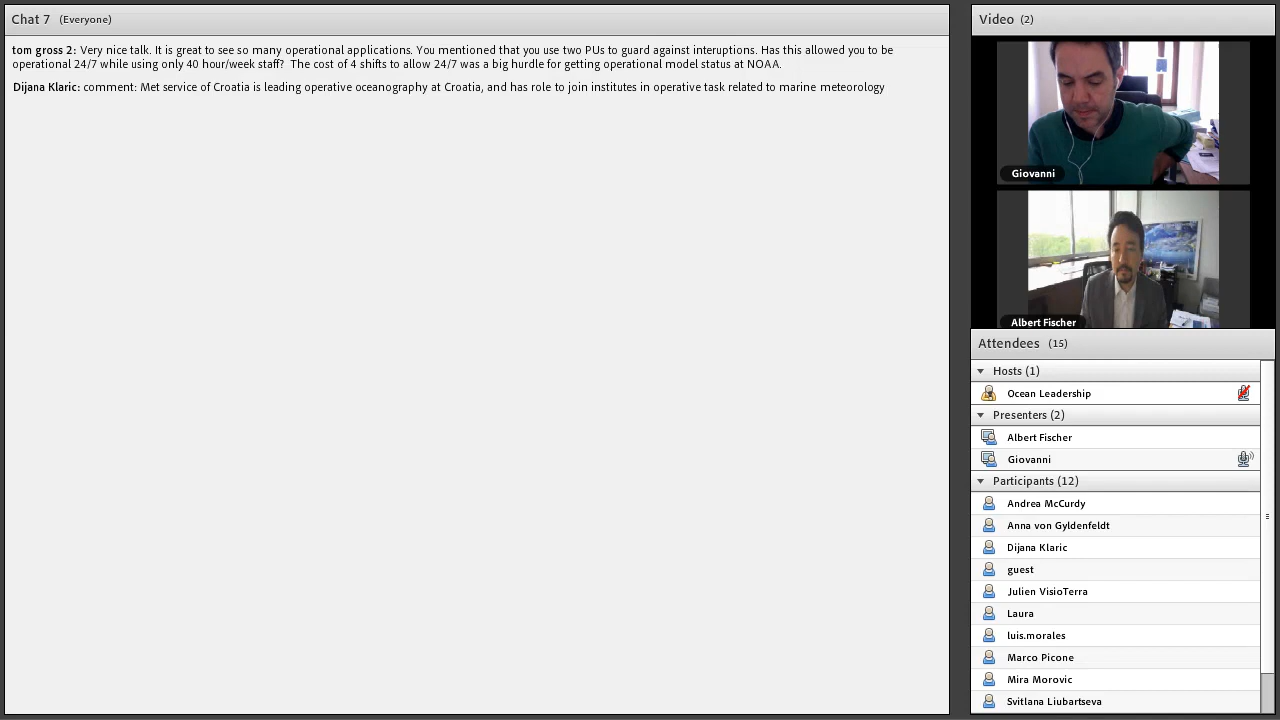 Chat 7 (Everyone)
tom gross 2: Very nice talk. It is great to see so many operational applications. You mentioned that you use two PUs to guard against interuptions. Has this allowed you to be
operational 24/7 while using only 40 hour/week staff? The cost of 4 shifts to allow 24/7 was a big hurdle for getting operational model status at NOAA.
Dijana Klaric: comment: Met service of Croatia is leading operative oceanography at Croatia, and has role to join institutes in operative task related to marine meteorology
Video (2)
Giovanni
Albert Fischer
Attendees (15)
Hosts (1)
Ocean Leadership
Presenters (2)
Albert Fischer
Giovanni
Participants (12)
Andrea McCurdy
Anna von Gyldenfeldt
Dijana Klaric
guest
Julien VisioTerra
Laura
luis.morales
Marco Picone
Mira Morovic
Svitlana Liubartseva